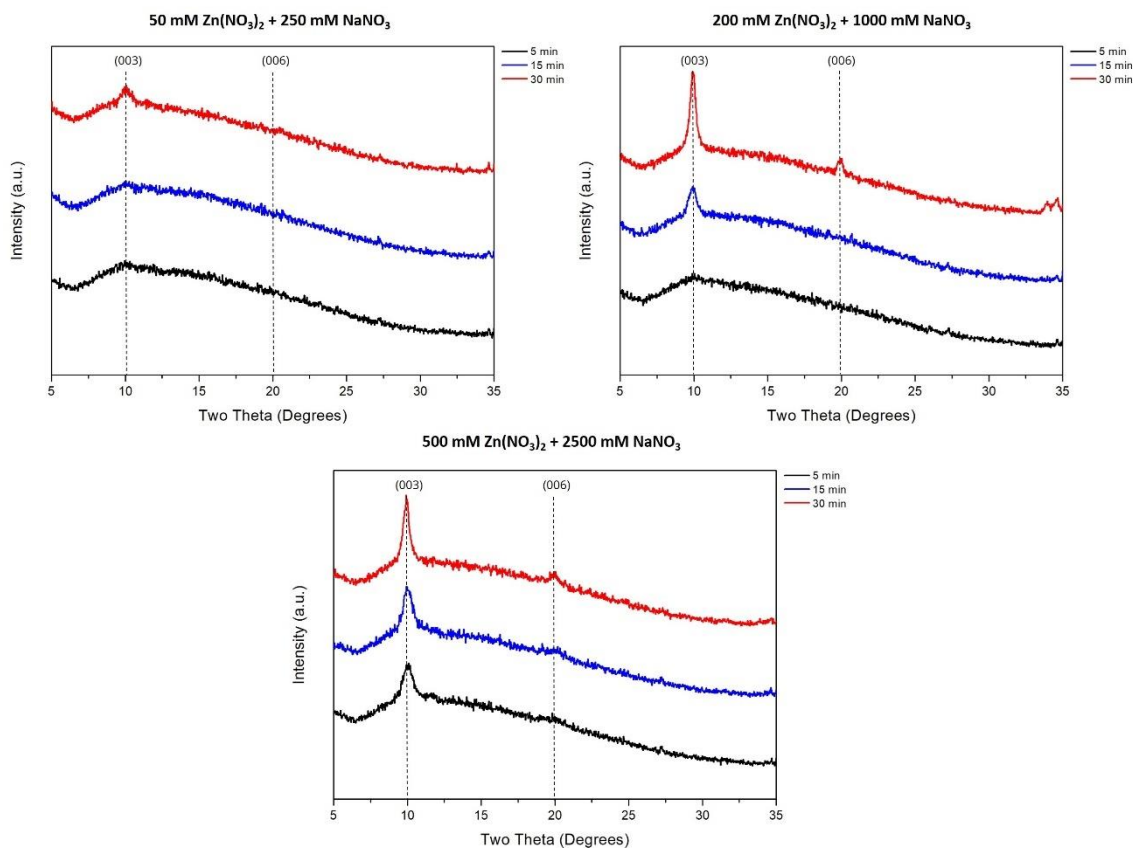 50 mM Zn(NO₃)₂ + 250 mM NaNO₃
(003)
(006)
5 min
15 min
30 min
Intensity (a.u.)
5 10 15 20 25 30 35
Two Theta (Degrees)
200 mM Zn(NO₃)₂ + 1000 mM NaNO₃
(003)
(006)
5 min
15 min
30 min
Intensity (a.u.)
5 10 15 20 25 30 35
Two Theta (Degrees)
500 mM Zn(NO₃)₂ + 2500 mM NaNO₃
(003)
(006)
5 min
15 min
30 min
Intensity (a.u.)
5 10 15 20 25 30 35
Two Theta (Degrees)